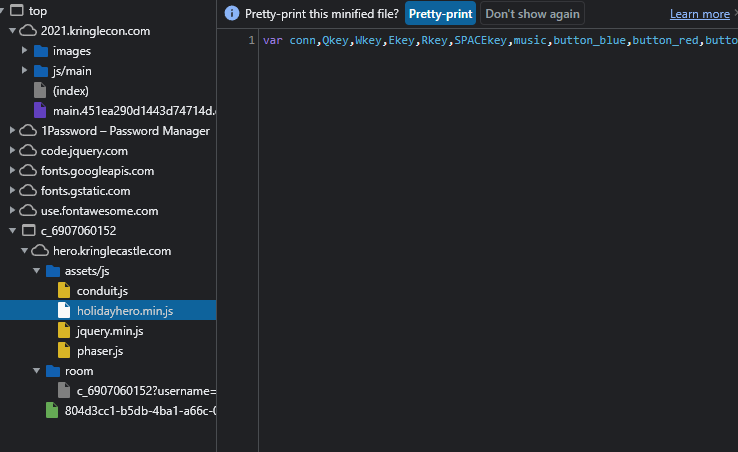 top
2021.kringlecon.com
images
js/main
(index)
main.451ea290d1443d74714d.
1Password – Password Manager
code.jquery.com
fonts.googleapis.com
fonts.gstatic.com
use.fontawesome.com
c_6907060152
hero.kringlecastle.com
assets/js
conduit.js
holidayhero.min.js
jquery.min.js
phaser.js
room
c_6907060152?username=
804d3cc1-b5db-4ba1-a66c-
Pretty-print this minified file? Pretty-print Don't show again Learn more
1 var conn,Qkey,Wkey,Ekey,Rkey,SPACEkey,music,button_blue,button_red,butto